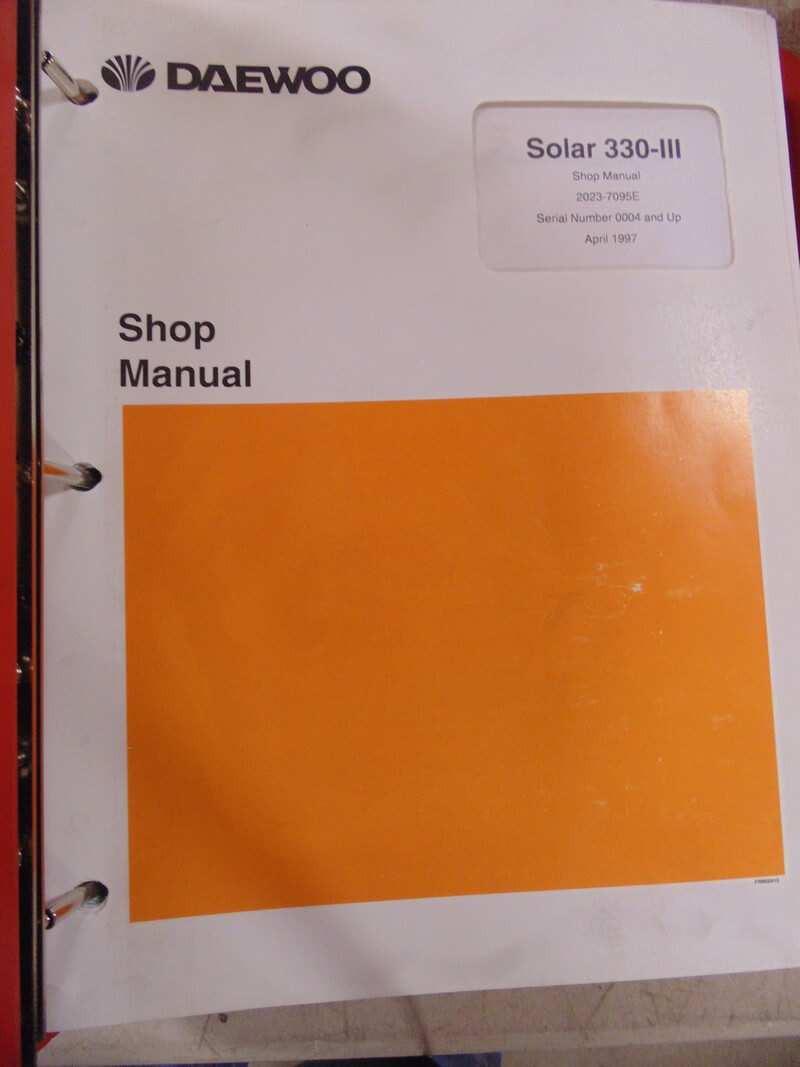 DAEWOO
Solar 330-III
Shop Manual
2023-7095E
Serial Number 0004 and Up
April 1997
Shop
Manual